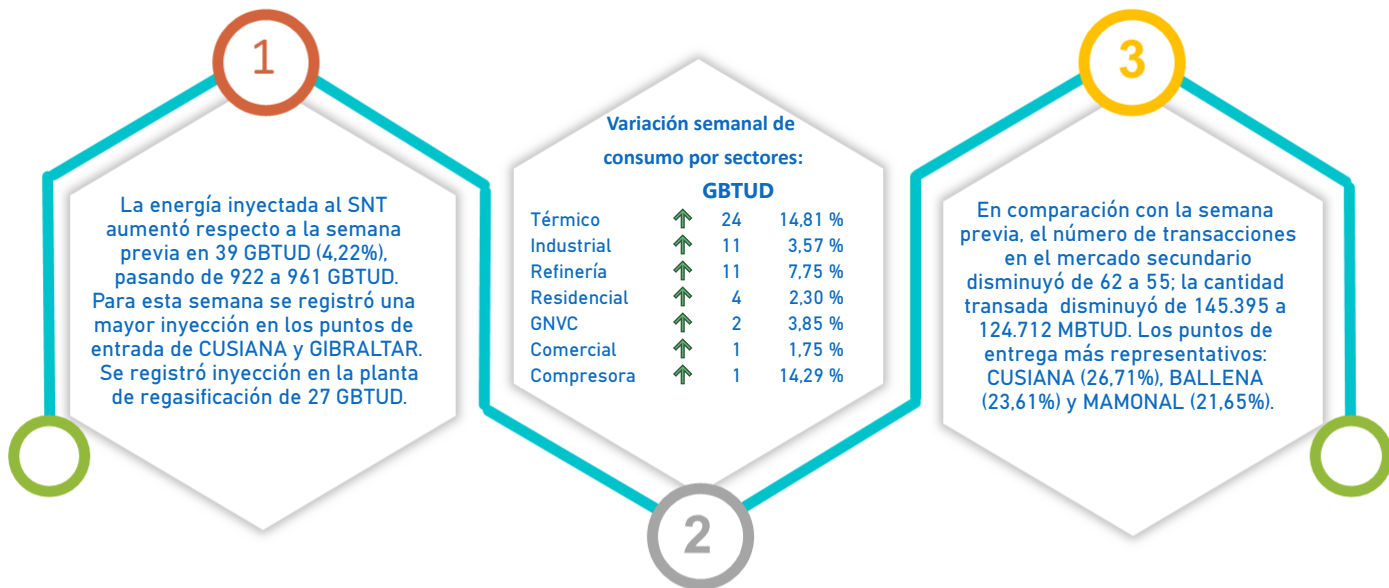 1
La energía inyectada al SNT
aumentó respecto a la semana
previa en 39 GBTUD (4,22%),
pasando de 922 a 961 GBTUD.
Para esta semana se registró una
mayor inyección en los puntos de
entrada de CUSIANA y GIBRALTAR.
Se registró inyección en la planta
de regasificación de 27 GBTUD.
Variación semanal de
consumo por sectores:
GBTUD
Térmico 24 14,81 %
Industrial 11 3,57 %
Refinería 11 7,75 %
Residencial 4 2,30 %
GNVC 2 3,85 %
Comercial 1 1,75 %
Compresora 1 14,29 %
2
3
En comparación con la semana
previa, el número de transacciones
en el mercado secundario
disminuyó de 62 a 55; la cantidad
transada disminuyó de 145.395 a
124.712 MBTUD. Los puntos de
entrega más representativos:
CUSIANA (26,71%), BALLENA
(23,61%) y MAMONAL (21,65%).